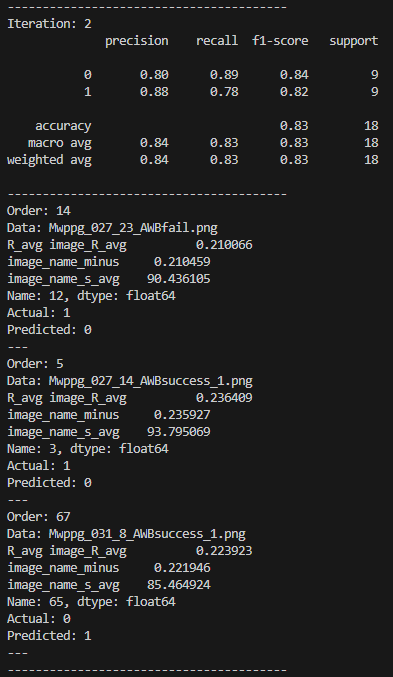 ----------------------------------------
Iteration: 2
              precision    recall  f1-score   support

           0       0.80      0.89      0.84         9
           1       0.88      0.78      0.82         9

    accuracy                           0.83        18
   macro avg       0.84      0.83      0.83        18
weighted avg       0.84      0.83      0.83        18

----------------------------------------
Order: 14
Data: Mwppg_027_23_AWBfail.png
R_avg image_R_avg          0.210066
image_name_minus     0.210459
image_name_s_avg    90.436105
Name: 12, dtype: float64
Actual: 1
Predicted: 0
---
Order: 5
Data: Mwppg_027_14_AWBsuccess_1.png
R_avg image_R_avg          0.236409
image_name_minus     0.235927
image_name_s_avg    93.795069
Name: 3, dtype: float64
Actual: 1
Predicted: 0
---
Order: 67
Data: Mwppg_031_8_AWBsuccess_1.png
R_avg image_R_avg          0.223923
image_name_minus     0.221946
image_name_s_avg    85.464924
Name: 65, dtype: float64
Actual: 0
Predicted: 1
---
----------------------------------------